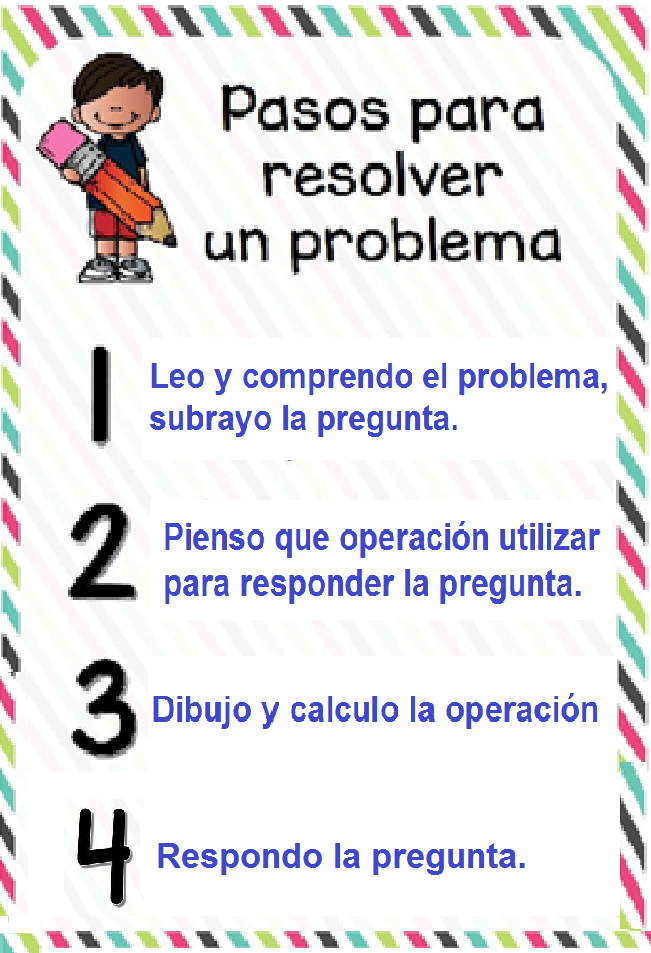 Pasos para
resolver
un problema
1 Leo y comprendo el problema,
subrayo la pregunta.
2 Pienso que operación utilizar
para responder la pregunta.
3 Dibujo y calculo la operación
4 Respondo la pregunta.